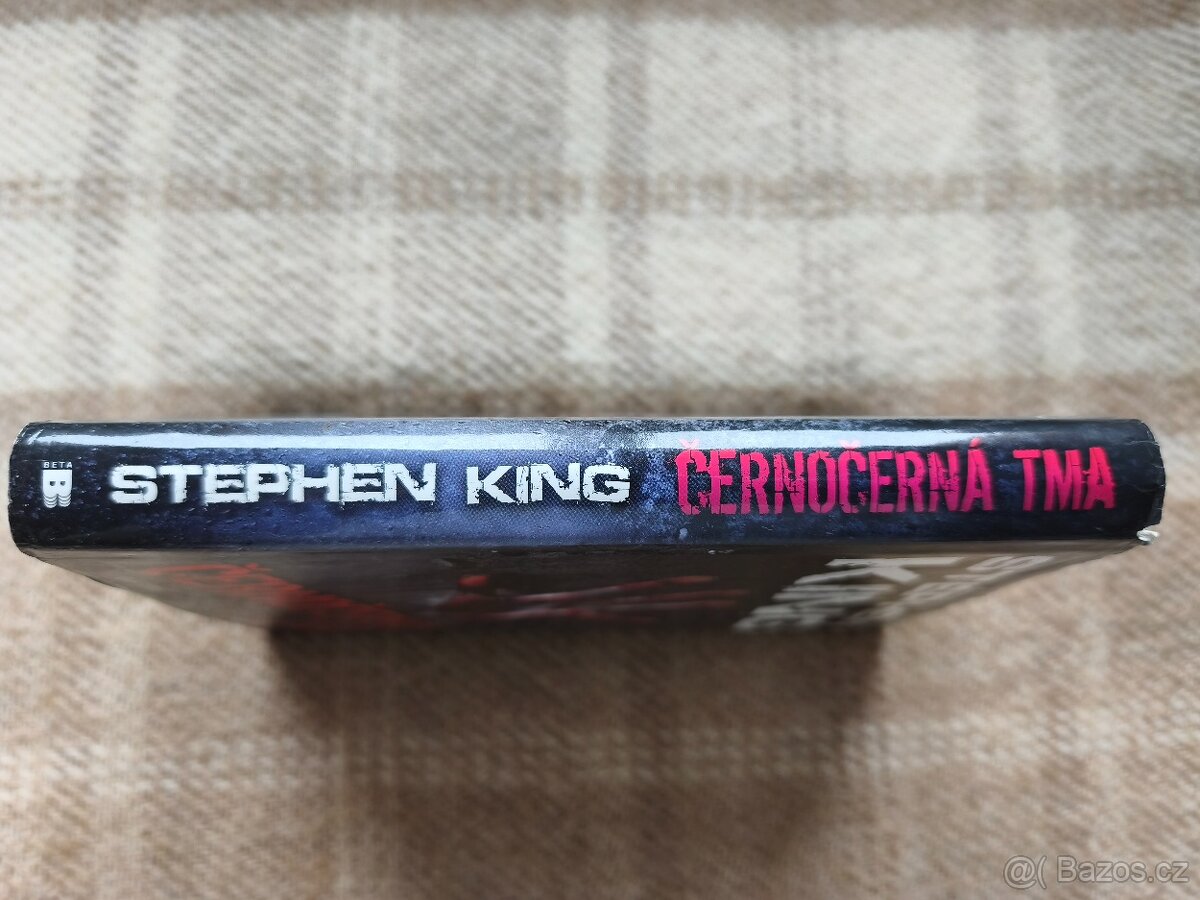 BETA
B
STEPHEN KING ČERNOČERNÁ TMA
@( Bazos.cz